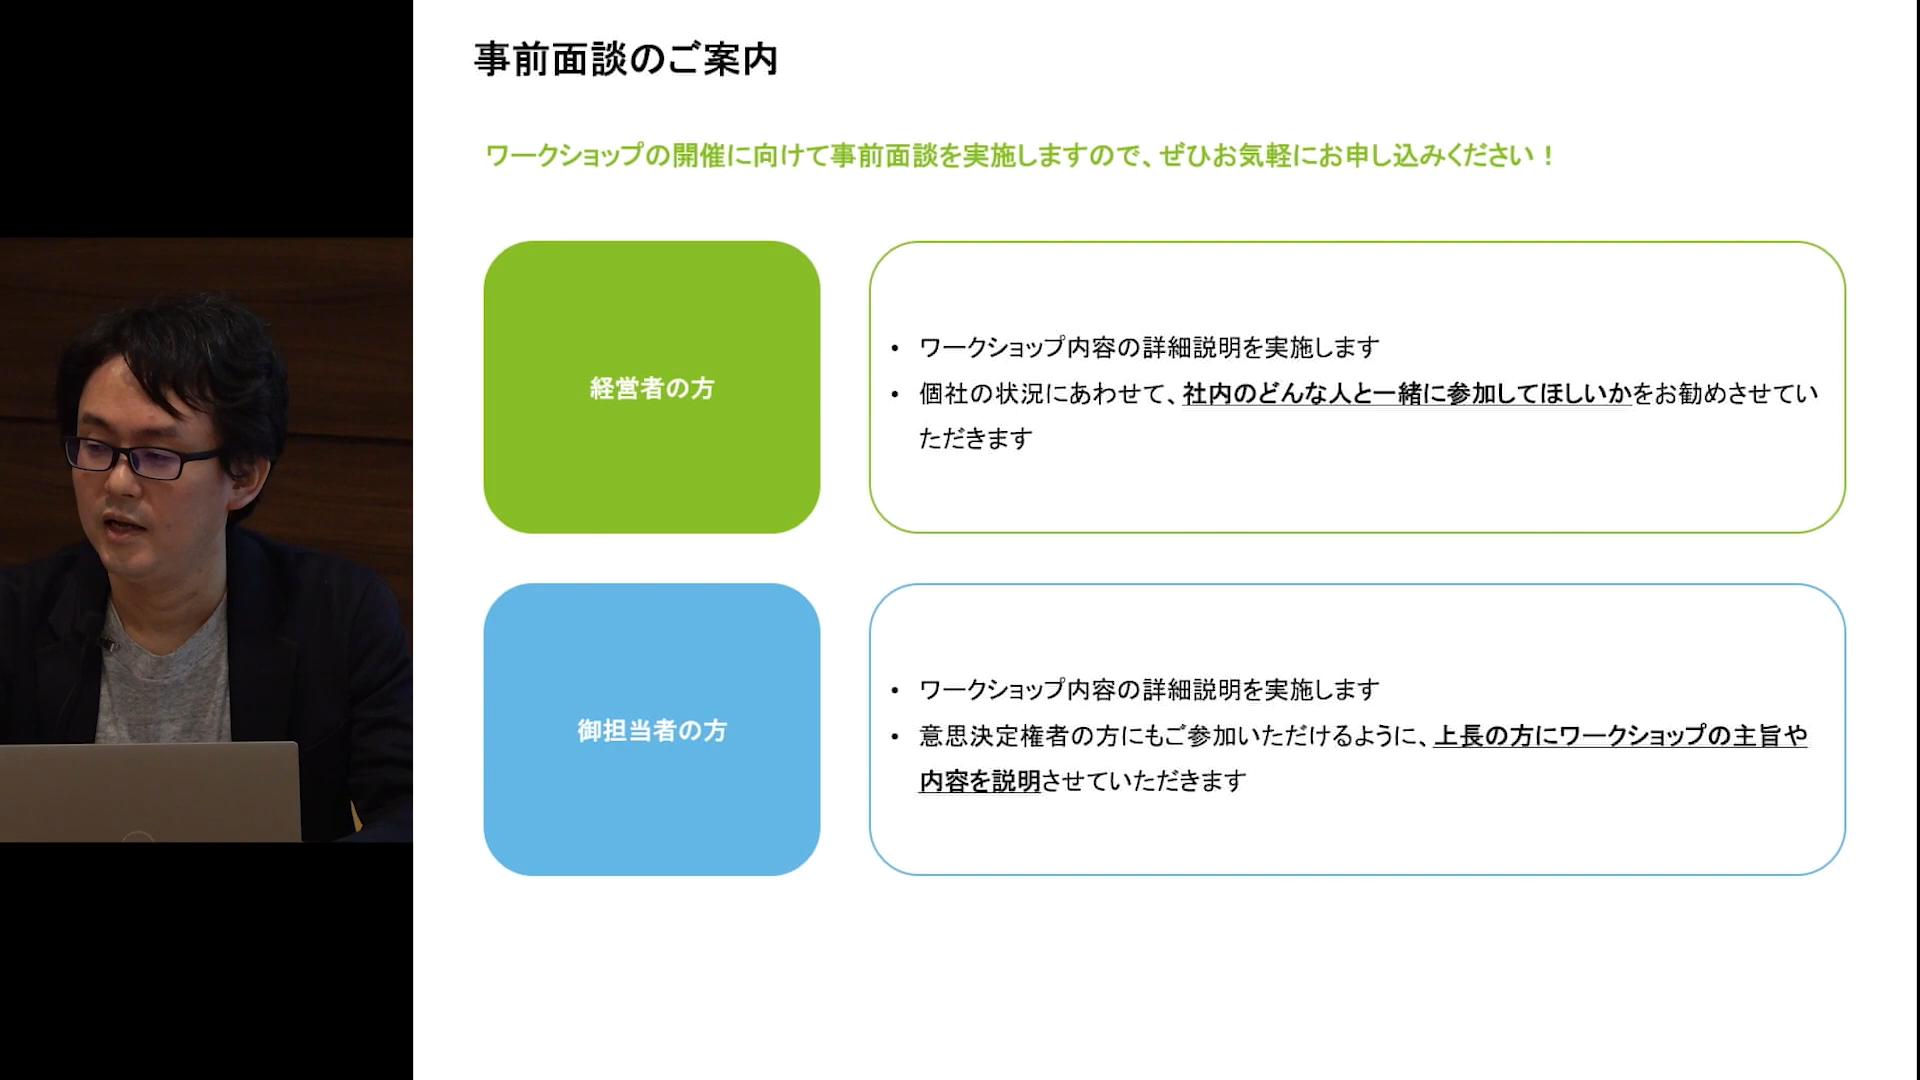 事前面談のご案内
ワークショップの開催に向けて事前面談を実施しますので、ぜひお気軽にお申し込みください！
経営者の方
• ワークショップ内容の詳細説明を実施します
• 個社の状況にあわせて、社内のどんな人と一緒に参加してほしいかをお勧めさせてい
ただきます
御担当者の方
• ワークショップ内容の詳細説明を実施します
• 意思決定権者の方にもご参加いただけるように、上長の方にワークショップの主旨や
内容を説明させていただきます